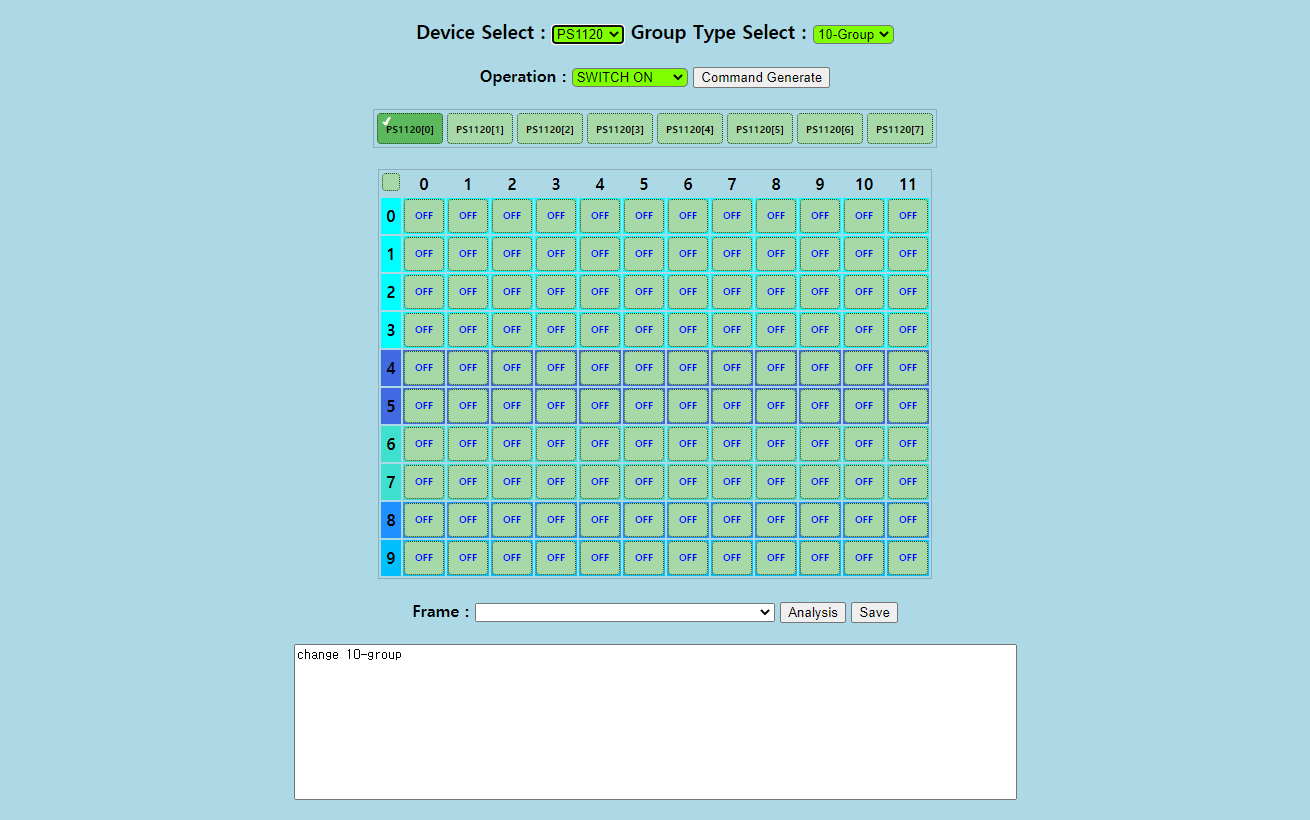 Device Select : PS1120 Group Type Select : 10-Group
Operation : SWITCH ON Command Generate
PS1120[0] PS1120[1] PS1120[2] PS1120[3] PS1120[4] PS1120[5] PS1120[6] PS1120[7]
0 1 2 3 4 5 6 7 8 9 10 11
0 OFF OFF OFF OFF OFF OFF OFF OFF OFF OFF OFF OFF
1 OFF OFF OFF OFF OFF OFF OFF OFF OFF OFF OFF OFF
2 OFF OFF OFF OFF OFF OFF OFF OFF OFF OFF OFF OFF
3 OFF OFF OFF OFF OFF OFF OFF OFF OFF OFF OFF OFF
4 OFF OFF OFF OFF OFF OFF OFF OFF OFF OFF OFF OFF
5 OFF OFF OFF OFF OFF OFF OFF OFF OFF OFF OFF OFF
6 OFF OFF OFF OFF OFF OFF OFF OFF OFF OFF OFF OFF
7 OFF OFF OFF OFF OFF OFF OFF OFF OFF OFF OFF OFF
8 OFF OFF OFF OFF OFF OFF OFF OFF OFF OFF OFF OFF
9 OFF OFF OFF OFF OFF OFF OFF OFF OFF OFF OFF OFF
Frame : Analysis Save
change 10-group